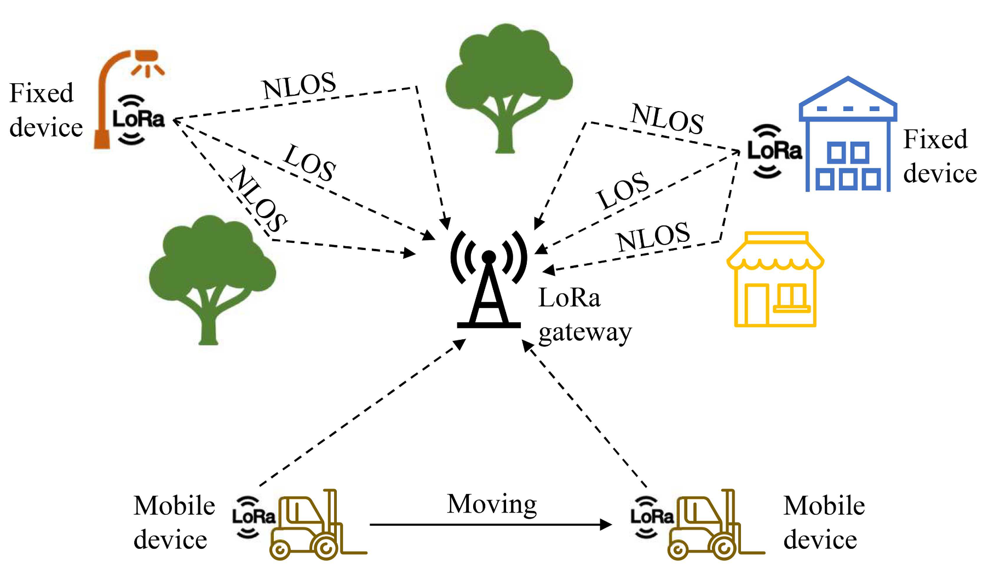 Fixed
device
LoRa
NLOS
LOS
NLOS
NLOS
LOS
NLOS
LoRa
Fixed
device
LoRa
gateway
Mobile
device
LoRa
Moving
LoRa
Mobile
device